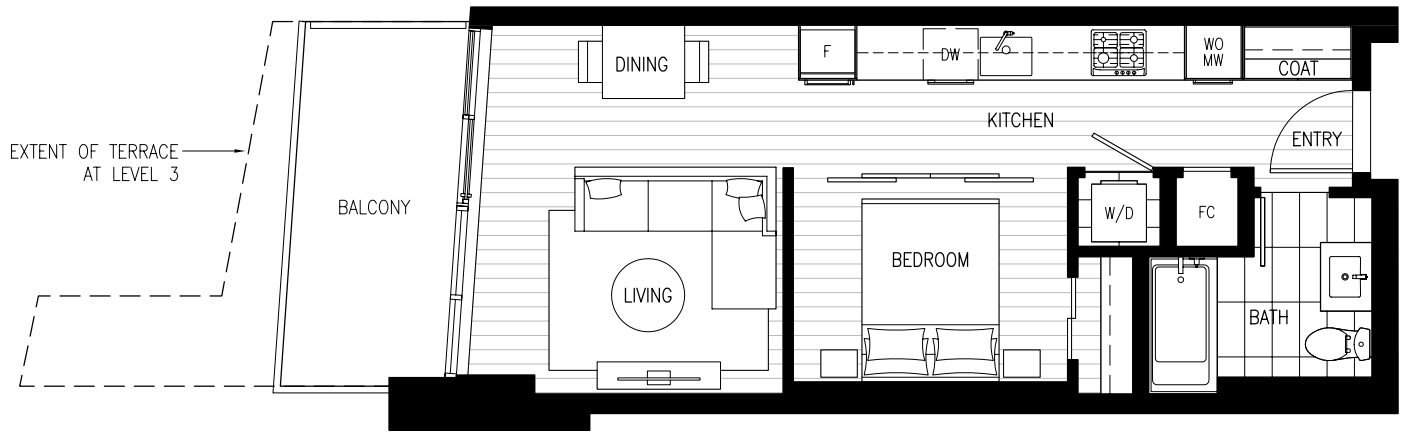 DINING
F
DW
WO
MW
COAT
KITCHEN
ENTRY
EXTENT OF TERRACE
AT LEVEL 3
BALCONY
W/D
FC
BEDROOM
LIVING
BATH